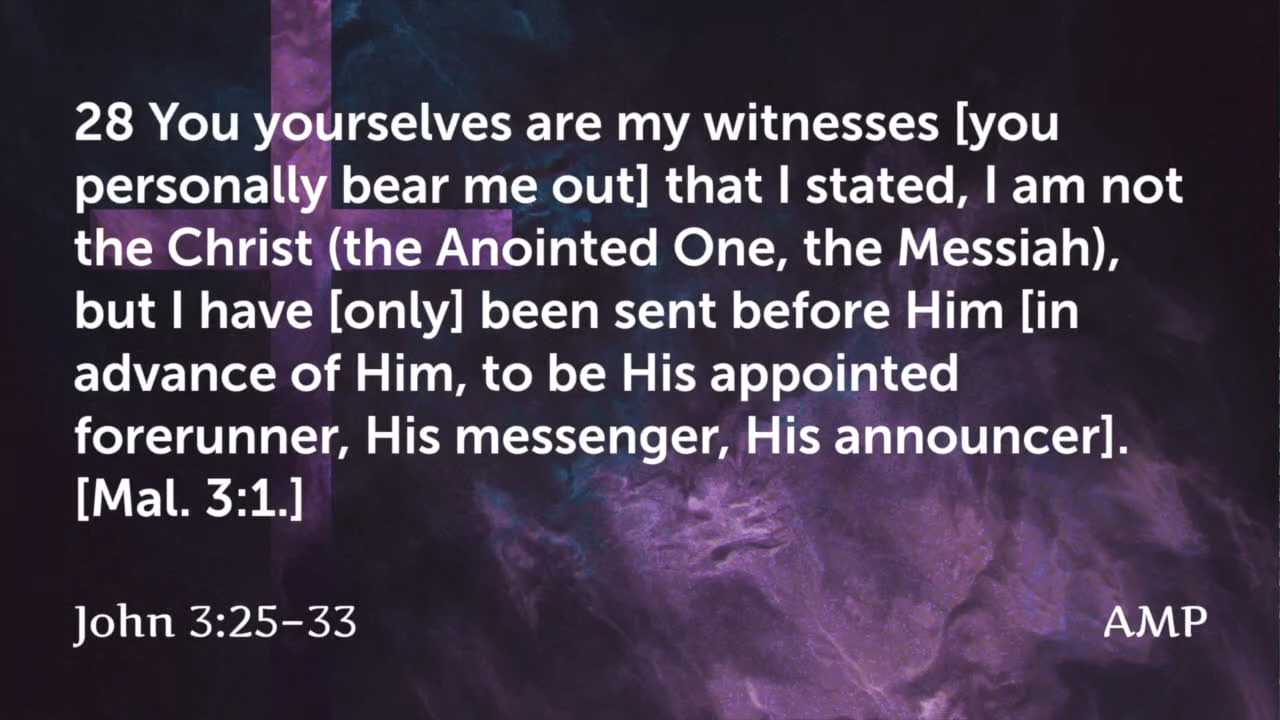 28 You yourselves are my witnesses [you
personally bear me out] that I stated, I am not
the Christ (the Anointed One, the Messiah),
but I have [only] been sent before Him [in
advance of Him, to be His appointed
forerunner, His messenger, His announcer].
[Mal. 3:1.]
John 3:25–33
AMP